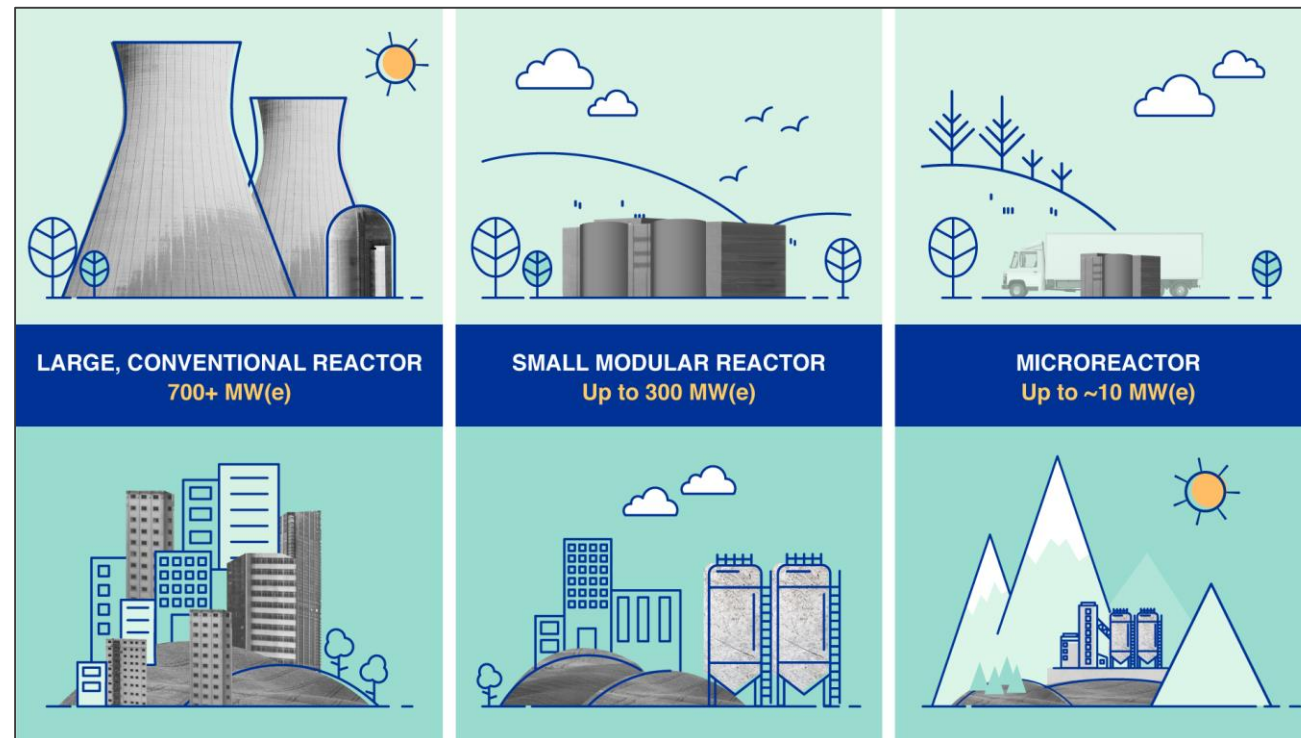 LARGE, CONVENTIONAL REACTOR
700+ MW(e)
SMALL MODULAR REACTOR
Up to 300 MW(e)
MICROREACTOR
Up to ~10 MW(e)